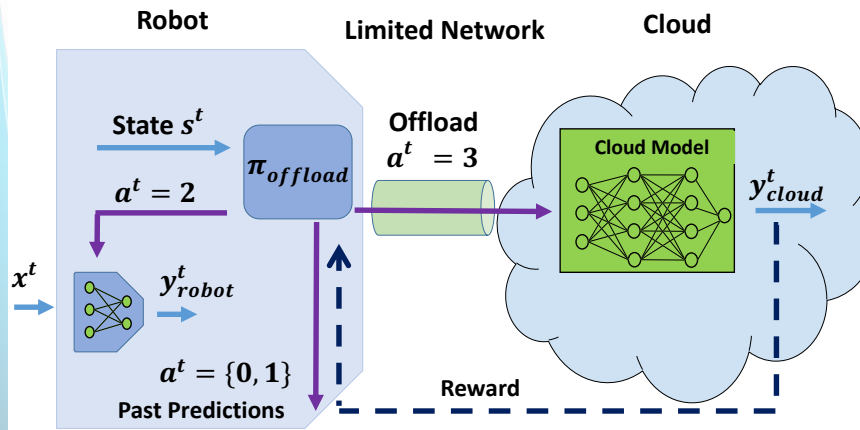 Robot
Limited Network
Cloud
State s^t
π_offload
Offload
a^t = 3
Cloud Model
y^t_cloud
a^t = 2
x^t
y^t_robot
a^t = {0, 1}
Past Predictions
Reward